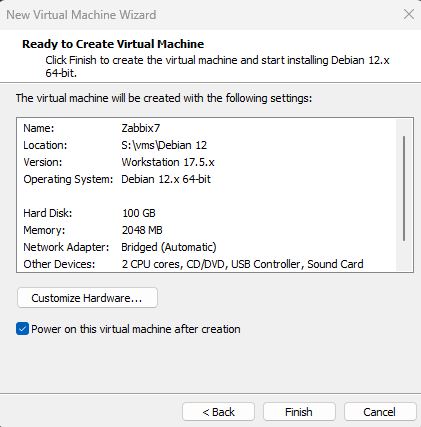 New Virtual Machine Wizard
Ready to Create Virtual Machine
Click Finish to create the virtual machine and start installing Debian 12.x
64-bit.
The virtual machine will be created with the following settings:
Name: Zabbix7
Location: S:\vms\Debian 12
Version: Workstation 17.5.x
Operating System: Debian 12.x 64-bit
Hard Disk: 100 GB
Memory: 2048 MB
Network Adapter: Bridged (Automatic)
Other Devices: 2 CPU cores, CD/DVD, USB Controller, Sound Card
Customize Hardware...
Power on this virtual machine after creation
< Back Finish Cancel